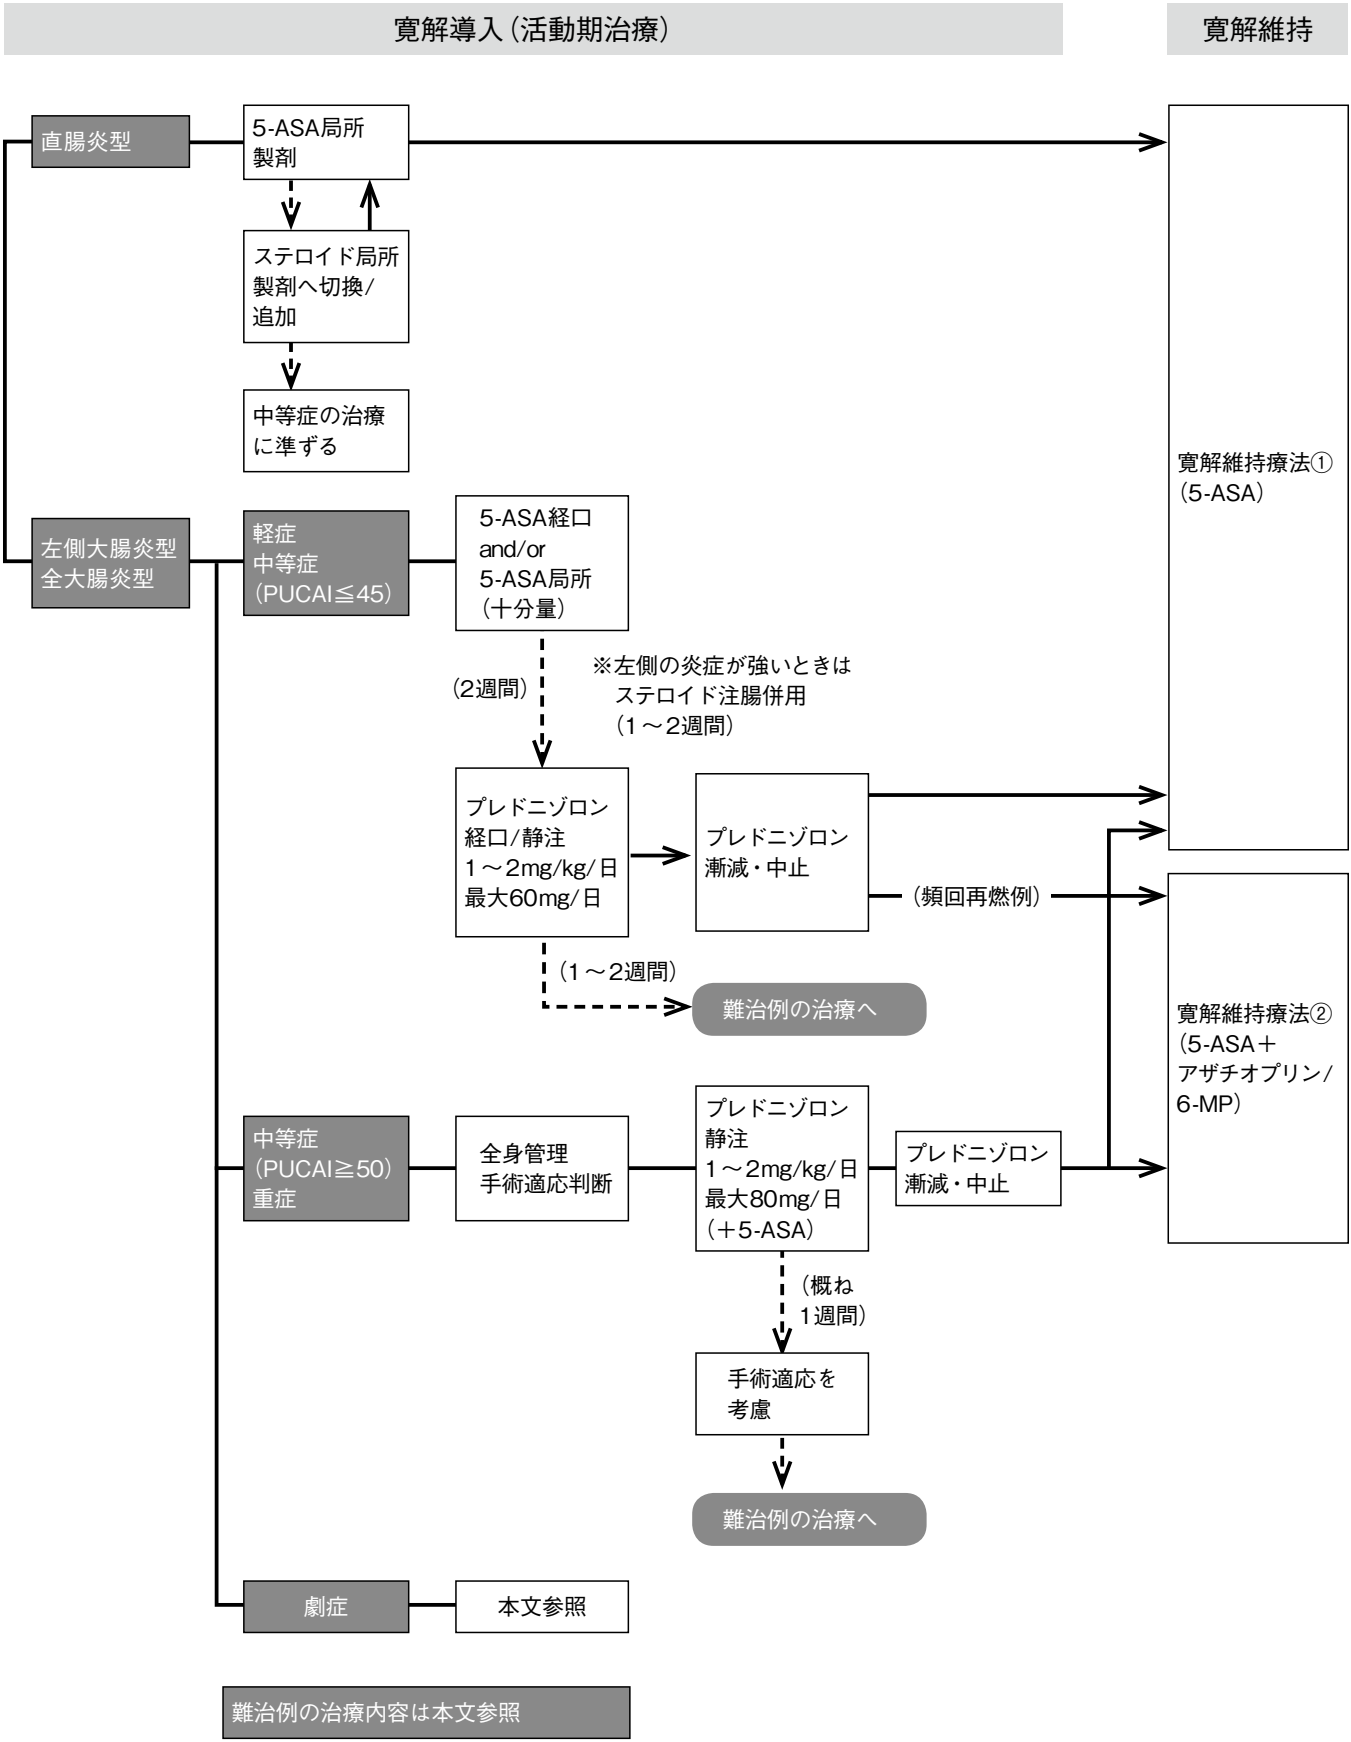 寛解導入（活動期治療）
寛解維持
直腸炎型
5-ASA局所
製剤
ステロイド局所
製剤へ切換/
追加
中等症の治療
に準ずる
寛解維持療法①
（5-ASA）
左側大腸炎型
全大腸炎型
軽症
中等症
（PUCAI≦45）
5-ASA経口
and/or
5-ASA局所
（十分量）
（2週間）
※左側の炎症が強いときは
ステロイド注腸併用
（1～2週間）
プレドニゾロン
経口/静注
1～2mg/kg/日
最大60mg/日
プレドニゾロン
漸減・中止
（頻回再燃例）
（1～2週間）
難治例の治療へ
寛解維持療法②
（5-ASA＋
アザチオプリン/
6-MP）
中等症
（PUCAI≧50）
重症
全身管理
手術適応判断
プレドニゾロン
静注
1～2mg/kg/日
最大80mg/日
（＋5-ASA）
プレドニゾロン
漸減・中止
（概ね
1週間）
手術適応を
考慮
難治例の治療へ
劇症
本文参照
難治例の治療内容は本文参照